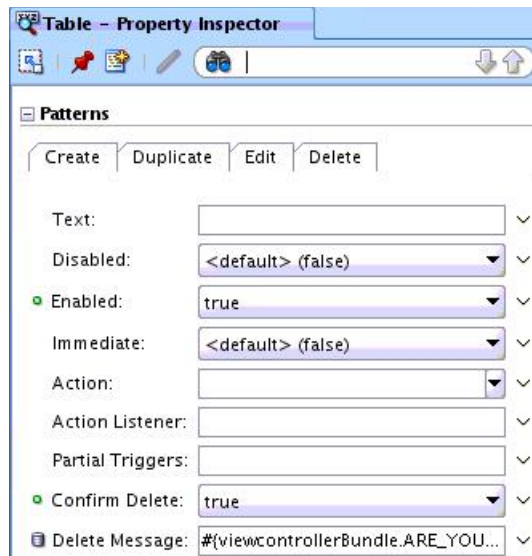 Table - Property Inspector
Patterns
Create Duplicate Edit Delete
Text:
Disabled: <default> (false)
Enabled: true
Immediate: <default> (false)
Action:
Action Listener:
Partial Triggers:
Confirm Delete: true
Delete Message: #{viewcontrollerBundle.ARE_YOU...